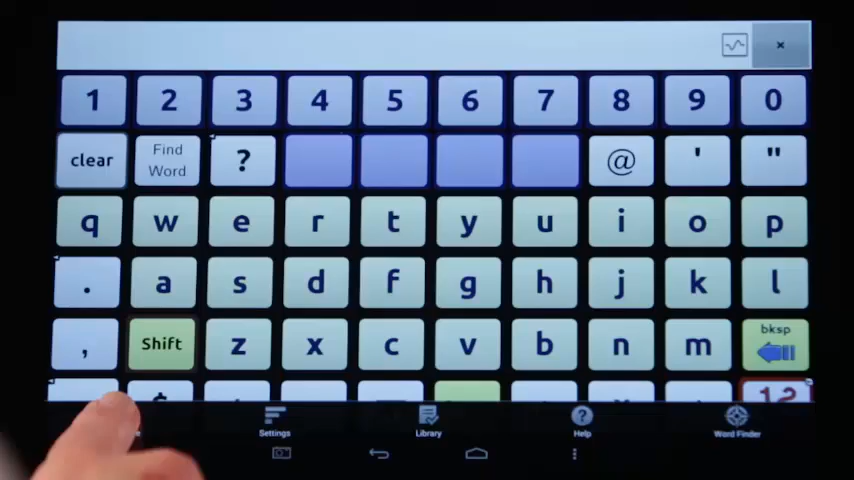 ×
1 2 3 4 5 6 7 8 9 0
clear Find Word ? @ ' "
q w e r t y u i o p
. a s d f g h j k l
, Shift z x c v b n m bksp
$ 12
Settings Library Help Word Finder